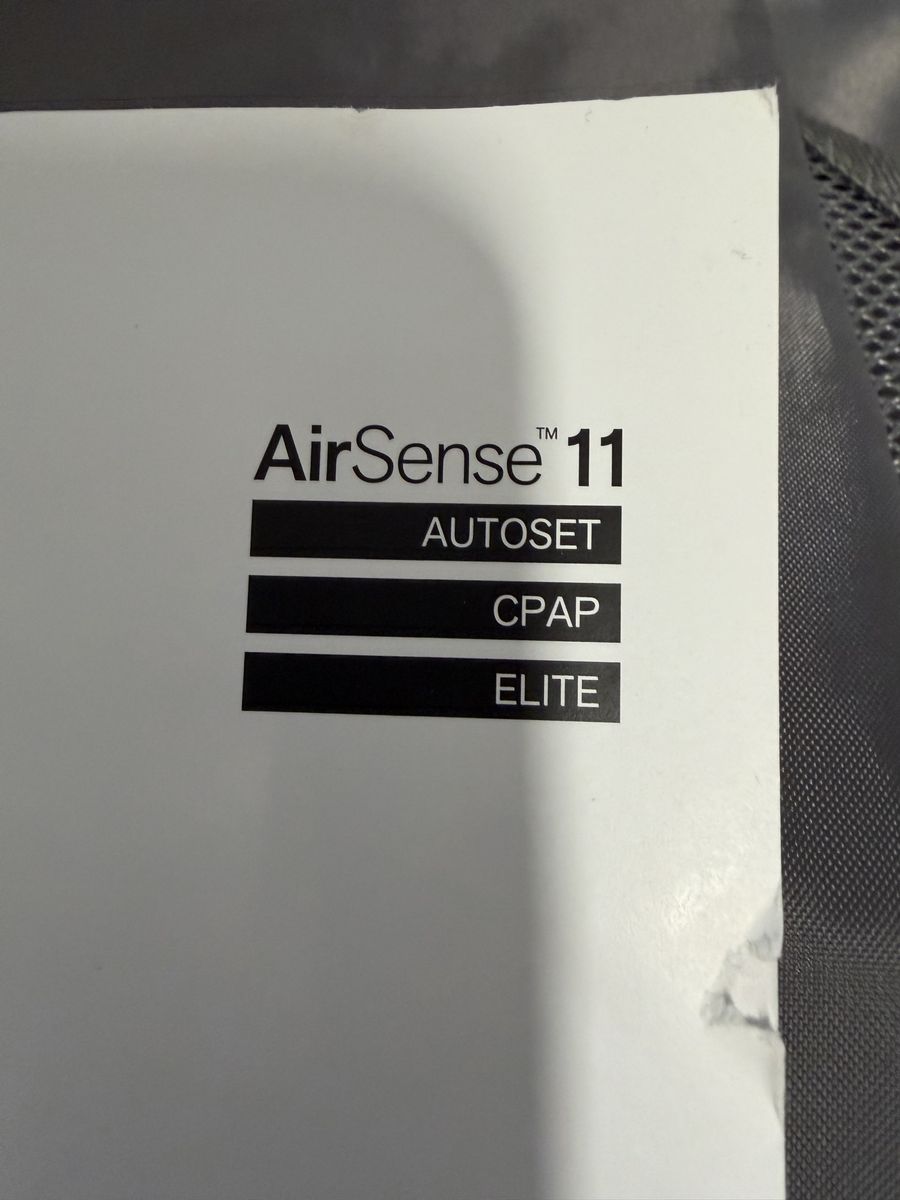 AirSense™ 11
AUTOSET
CPAP
ELITE